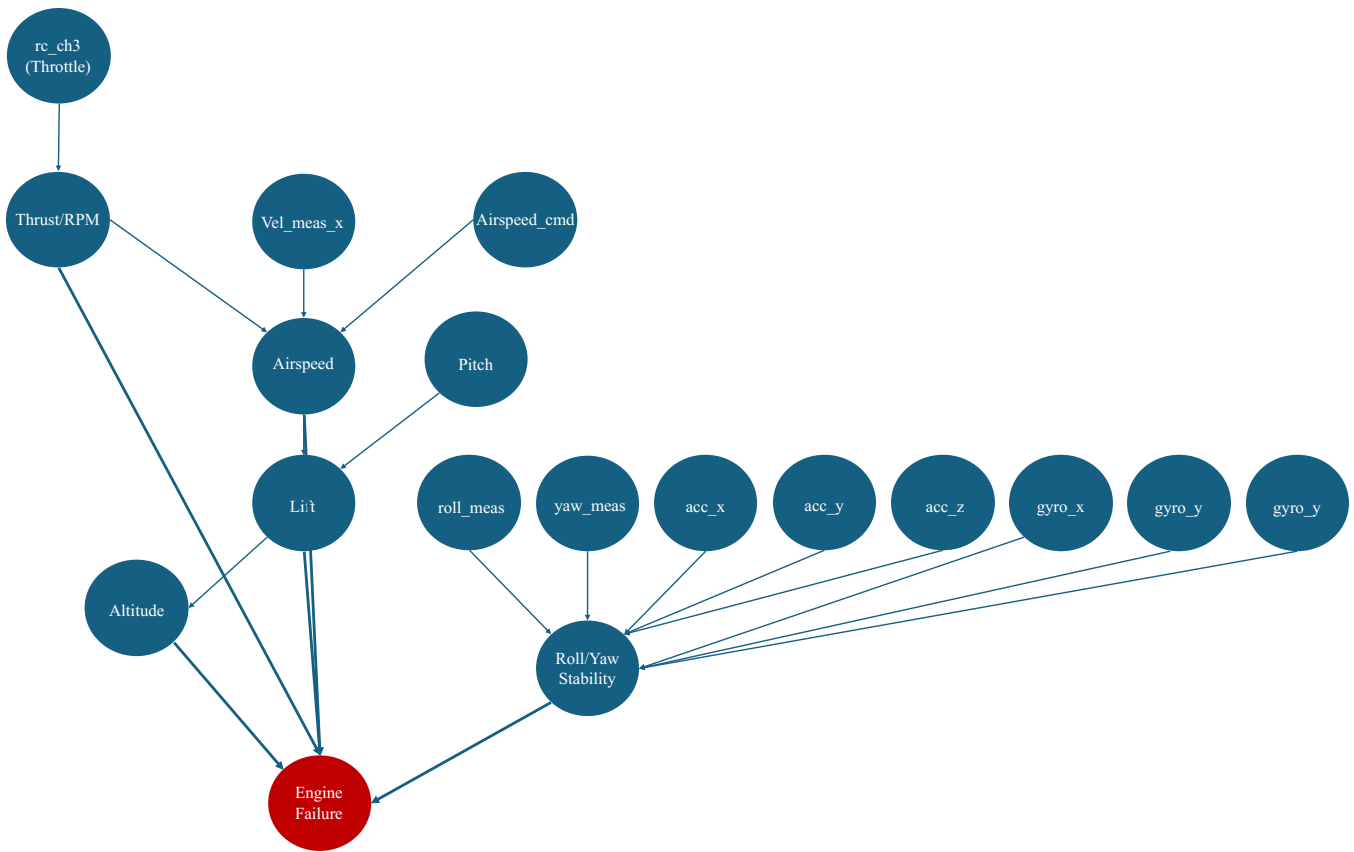 rc_ch3
(Throttle)
Thrust/RPM
Vel_meas_x
Airspeed_cmd
Airspeed
Pitch
Lift
roll_meas
yaw_meas
acc_x
acc_y
acc_z
gyro_x
gyro_y
gyro_y
Altitude
Roll/Yaw
Stability
Engine
Failure